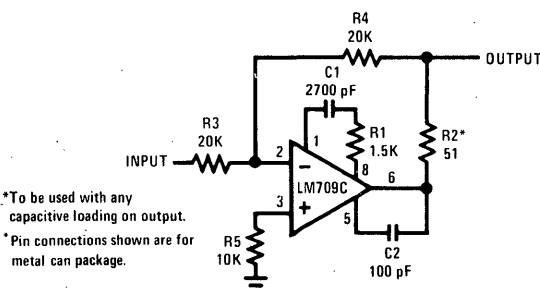 R4
20K
OUTPUT
C1
2700 pF
R3
20K
INPUT
1
R1
1.5K
R2*
51
2
8
6
LM709C
3
5
R5
10K
C2
100 pF
*To be used with any
capacitive loading on output.
*Pin connections shown are for
metal can package.